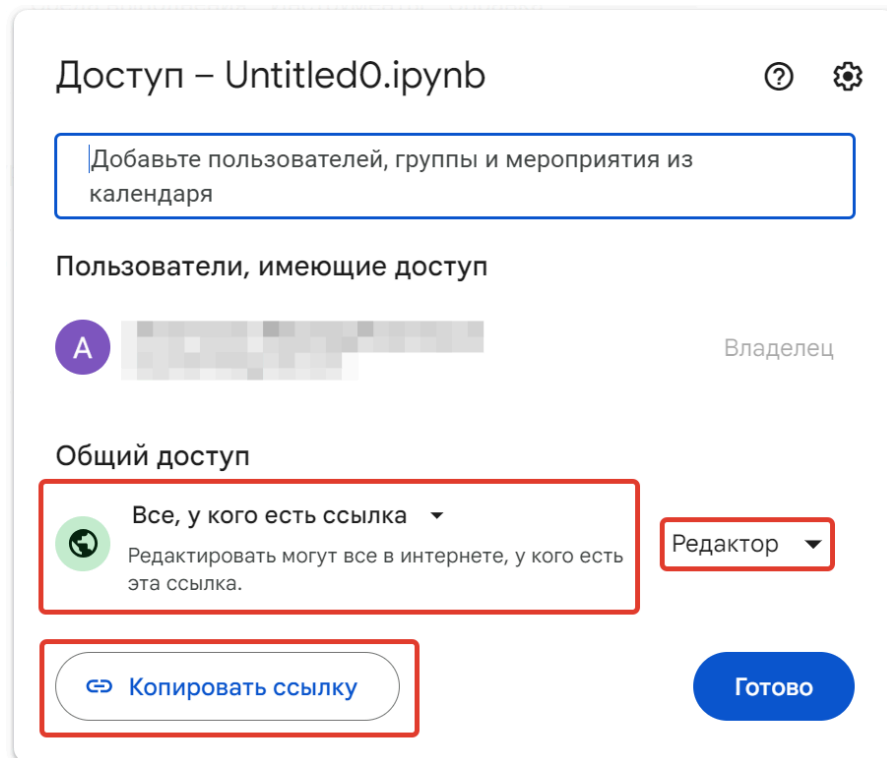 Доступ – Untitled0.ipynb
Добавьте пользователей, группы и мероприятия из
календаря
Пользователи, имеющие доступ
А
Владелец
Общий доступ
Все, у кого есть ссылка
Редактировать могут все в интернете, у кого есть
эта ссылка.
Редактор
Копировать ссылку
Готово